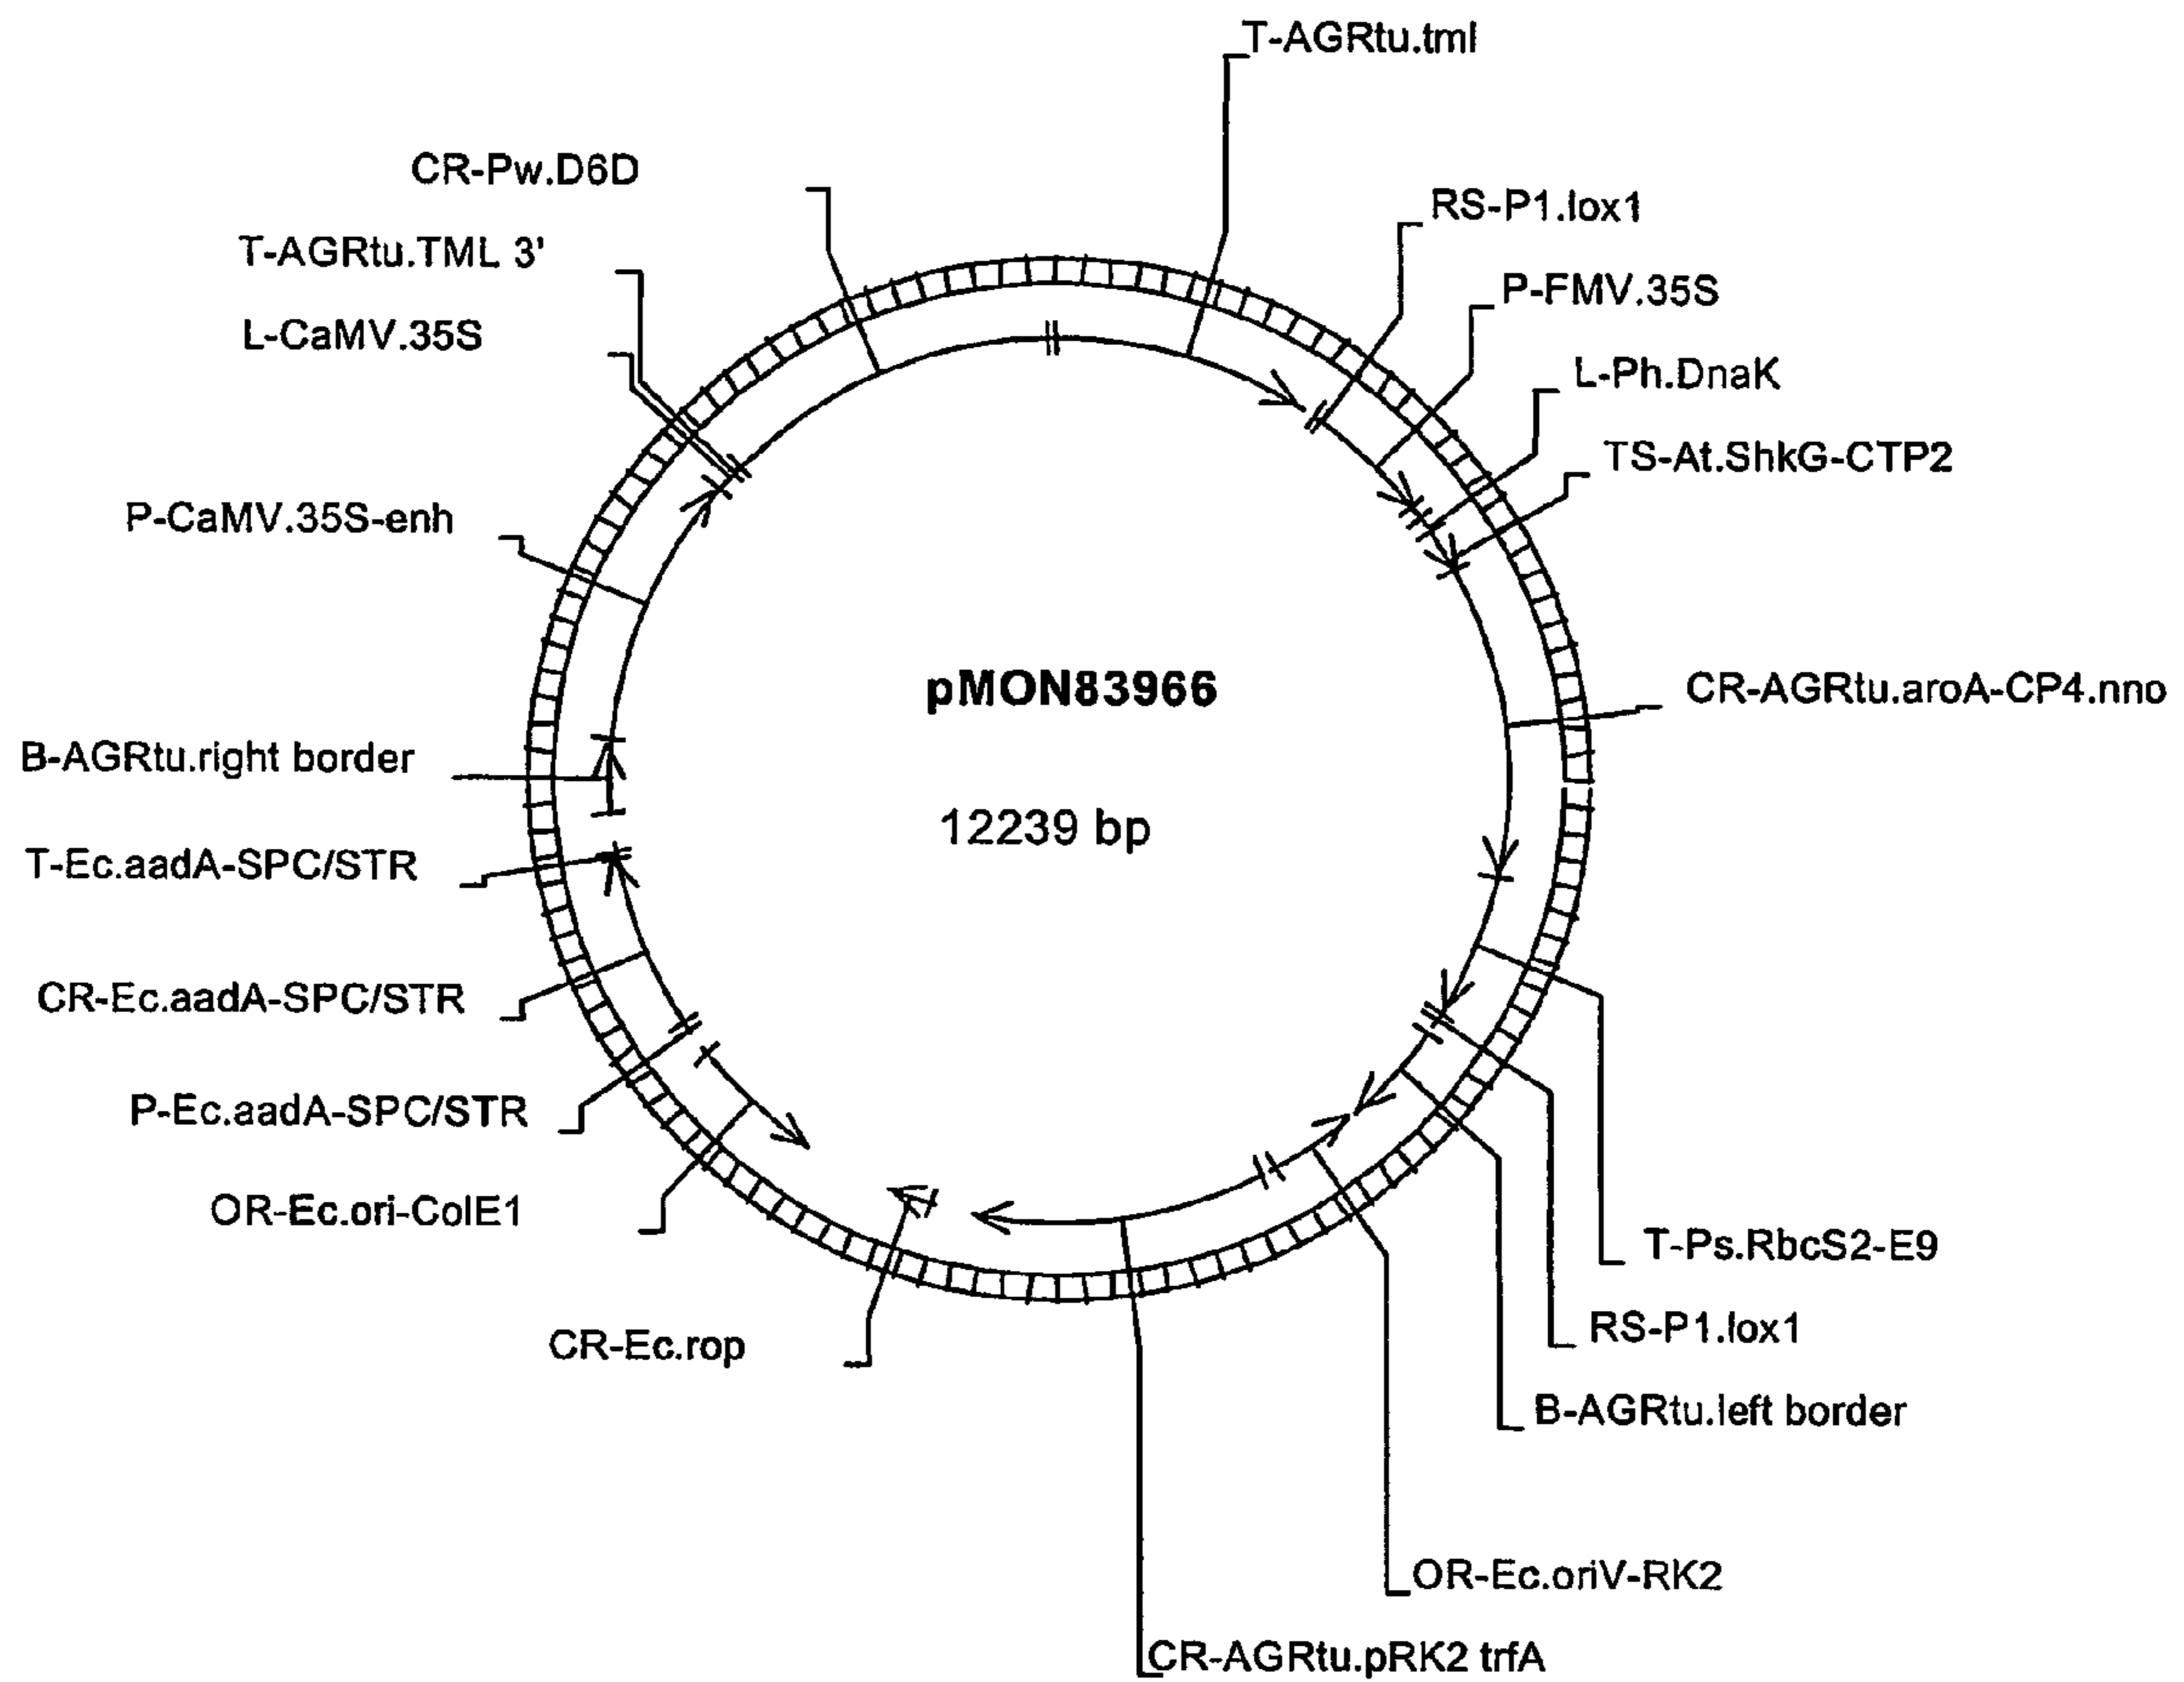 T-AGRtu.tml
CR-Pw.D6D
RS-P1.lox1
T-AGRtu.TML 3'
P-FMV.35S
L-CaMV.35S
L-Ph.DnaK
TS-At.ShkG-CTP2
P-CaMV.35S-enh
pMON83966
CR-AGRtu.aroA-CP4.nno
B-AGRtu.right border
12239 bp
T-Ec.aadA-SPC/STR
CR-Ec.aadA-SPC/STR
P-Ec.aadA-SPC/STR
OR-Ec.ori-ColE1
T-Ps.RbcS2-E9
RS-P1.lox1
CR-Ec.rop
B-AGRtu.left border
OR-Ec.oriV-RK2
CR-AGRtu.pRK2 trfA